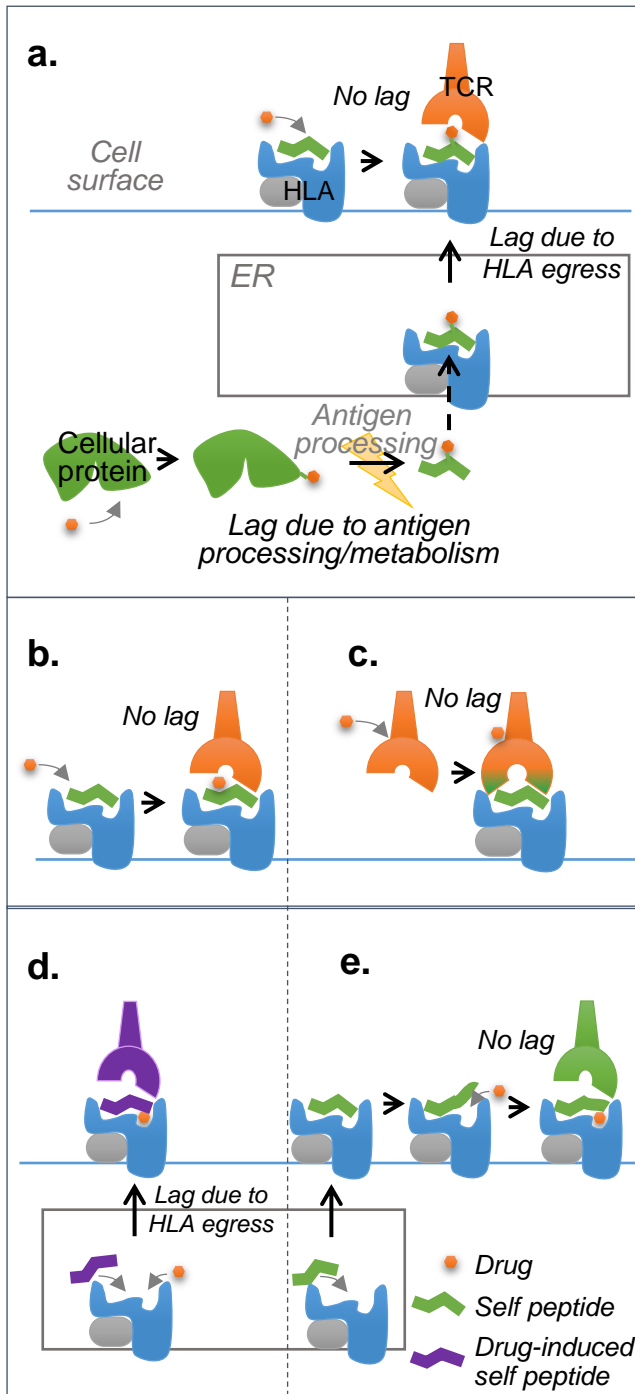 a.
No lag
TCR
Cell
surface
HLA
Lag due to
HLA egress
ER
Antigen
processing
Cellular
protein
Lag due to antigen
processing/metabolism
b.
No lag
c.
No lag
d.
e.
No lag
Lag due to
HLA egress
Drug
Self peptide
Drug-induced
self peptide